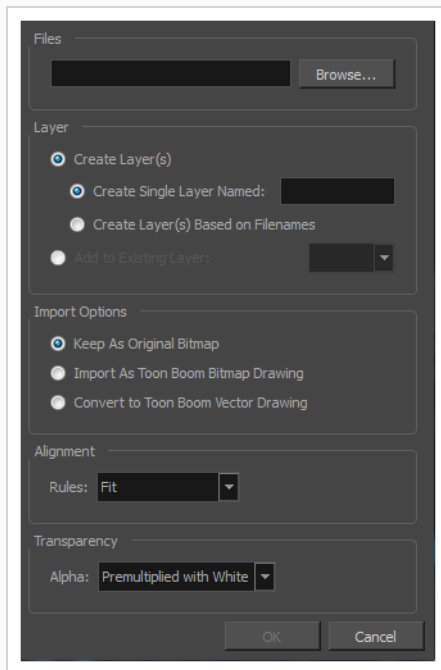 Files
Browse...
Layer
Create Layer(s)
Create Single Layer Named:
Create Layer(s) Based on Filenames
Add to Existing Layer:
Import Options
Keep As Original Bitmap
Import As Toon Boom Bitmap Drawing
Convert to Toon Boom Vector Drawing
Alignment
Rules: Fit
Transparency
Alpha: Premultiplied with White
OK Cancel